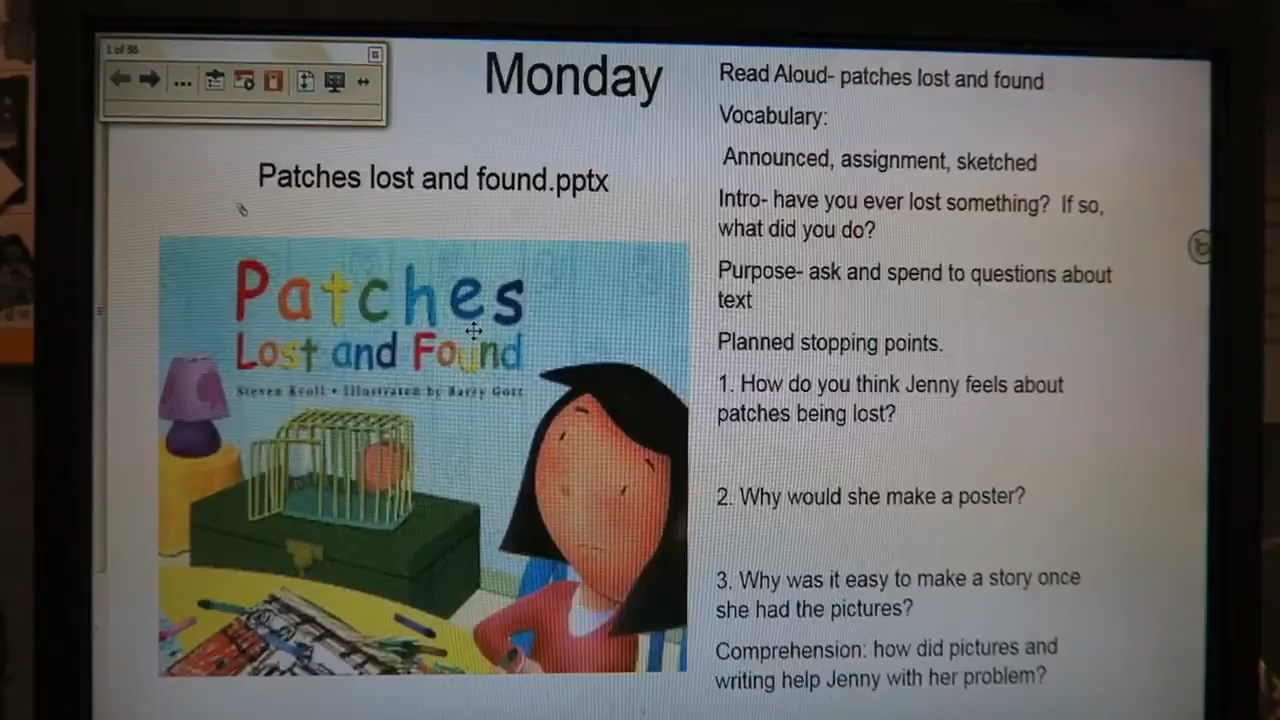 1 of 36
Monday
Patches lost and found.pptx
Patches
Lost and Found
Steven Kroll • Illustrated by Barry Gott
Read Aloud- patches lost and found
Vocabulary:
Announced, assignment, sketched
Intro- have you ever lost something? If so,
what did you do?
Purpose- ask and spend to questions about
text
Planned stopping points.
1. How do you think Jenny feels about
patches being lost?
2. Why would she make a poster?
3. Why was it easy to make a story once
she had the pictures?
Comprehension: how did pictures and
writing help Jenny with her problem?